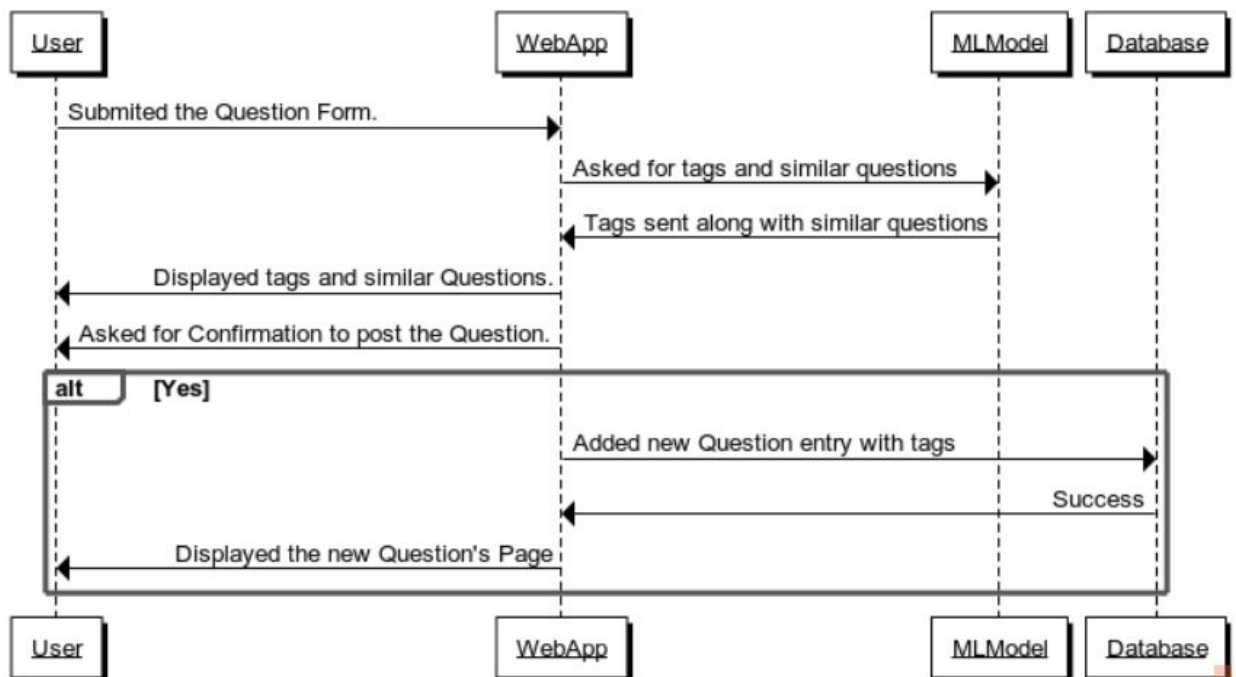 User WebApp MLModel Database
Submited the Question Form.
Asked for tags and similar questions
Tags sent along with similar questions
Displayed tags and similar Questions.
Asked for Confirmation to post the Question.
alt [Yes]
Added new Question entry with tags
Success
Displayed the new Question's Page
User WebApp MLModel Database